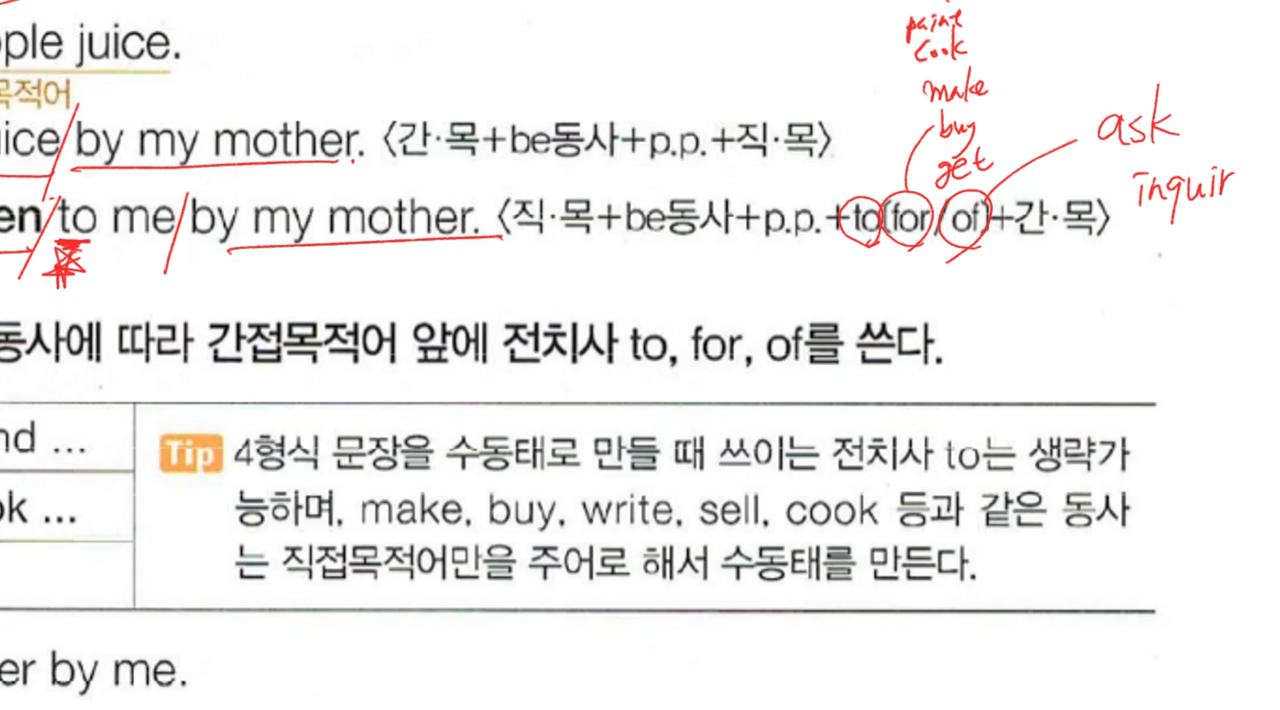 paint
cook
make
buy
get
ask
inquir
ple juice.
목적어
ice by my mother. 〈간·목+be동사+p.p.+직·목〉
en to me by my mother. 〈직·목+be동사+p.p.+to(for/of)+간·목〉
동사에 따라 간접목적어 앞에 전치사 to, for, of를 쓴다.
nd ...
ok ...
Tip 4형식 문장을 수동태로 만들 때 쓰이는 전치사 to는 생략가
능하며, make, buy, write, sell, cook 등과 같은 동사
는 직접목적어만을 주어로 해서 수동태를 만든다.
er by me.